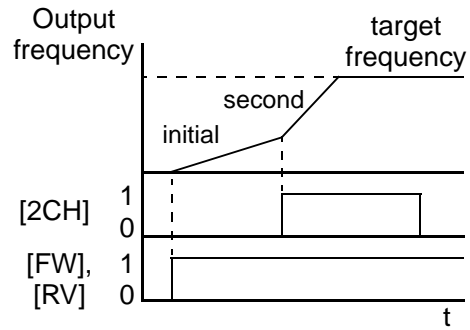 Output
frequency
target
frequency
second
initial
[2CH]
1
0
[FW],
[RV]
1
0
t